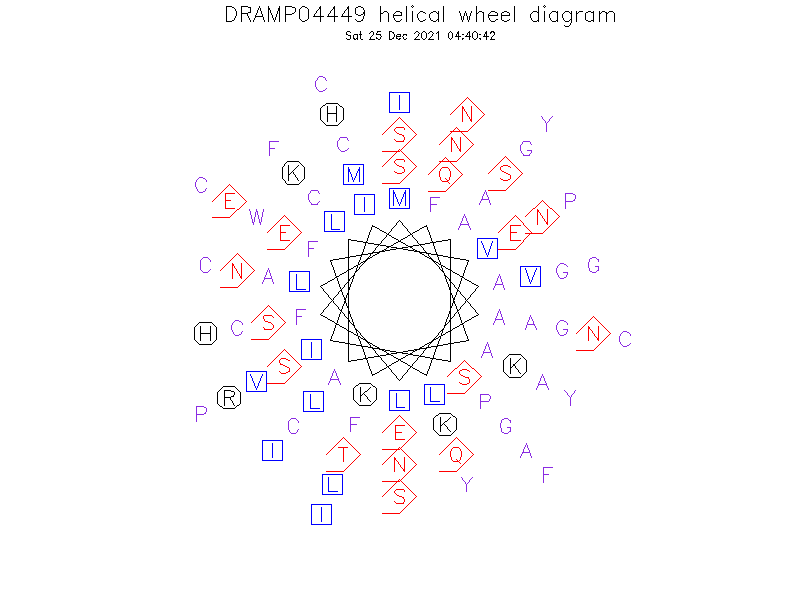 DRAMP04449 helical wheel diagram
Sat 25 Dec 2021 04:40:42
C
I
H N
Y
S
C N
F G
S
K M Q S
C
E C M A P
I F
W N
L A
E E
F V
C G
N V G
A
L A
F A
S A
C G
H N
C
I A
S K
A S
V A
K L
R Y
L L P
P
C F K G
E
I A
T Q
N
F
L Y
S
I